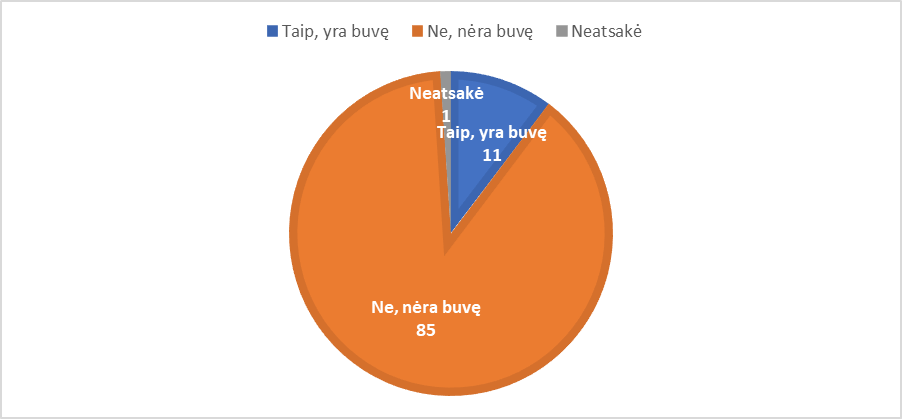 Taip, yra buvę Ne, nėra buvę Neatsakė
Neatsakė
1
Taip, yra buvę
11
Ne, nėra buvę
85